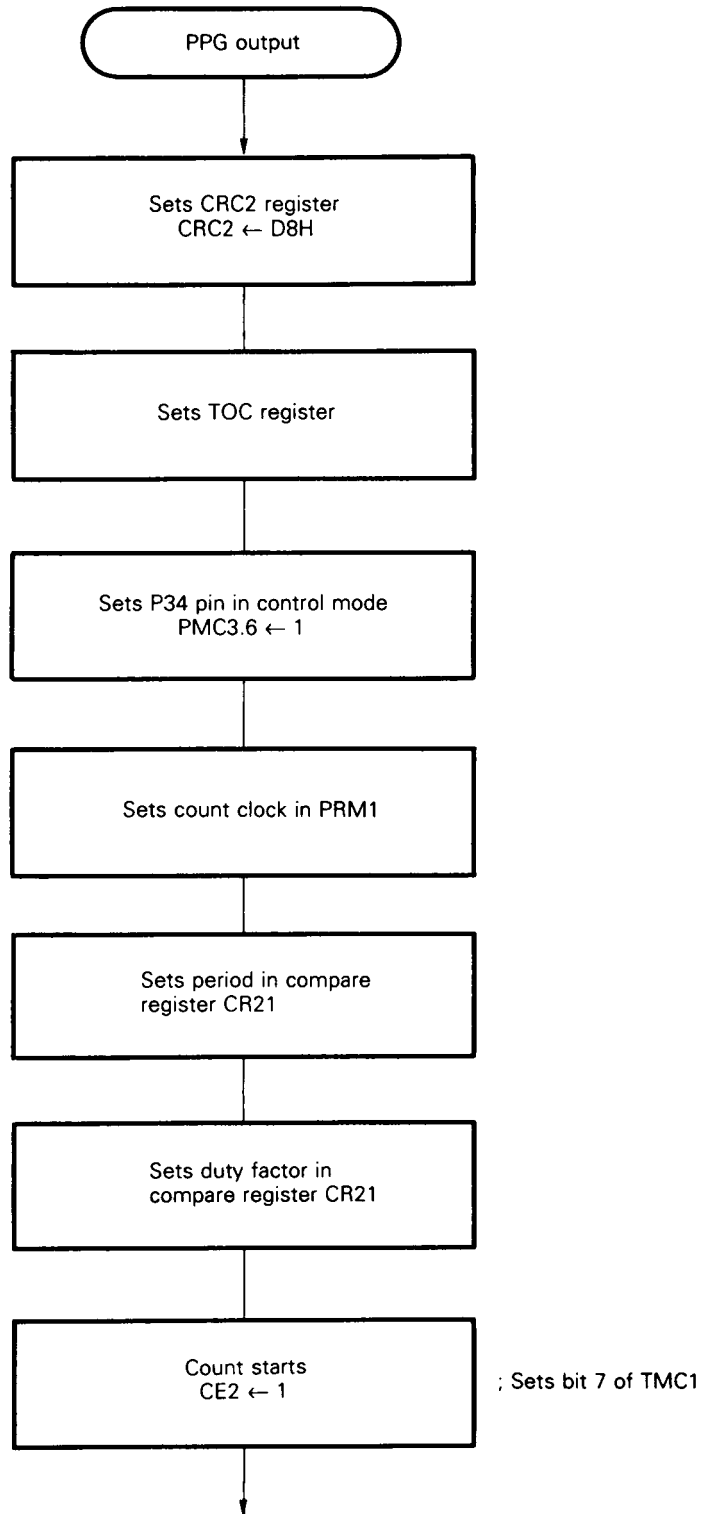 PPG output
Sets CRC2 register
CRC2 ← D8H
Sets TOC register
Sets P34 pin in control mode
PMC3.6 ← 1
Sets count clock in PRM1
Sets period in compare
register CR21
Sets duty factor in
compare register CR21
Count starts
CE2 ← 1
; Sets bit 7 of TMC1